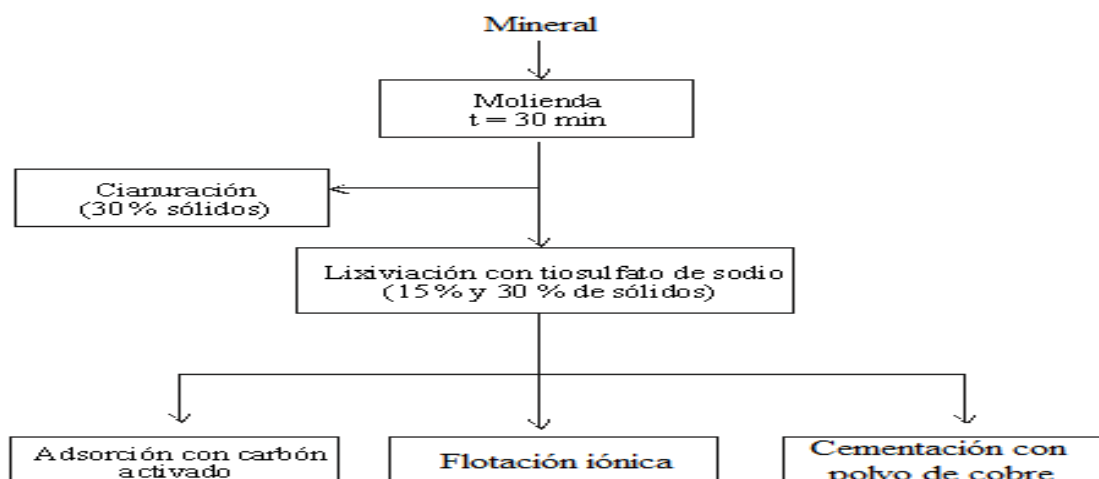 Mineral
Molienda
t = 30 min
Cianuración
(30% sólidos)
Lixiviación con tiosulfato de sodio
(15% y 30 % de sólidos)
Adsorción con carbón
activado
Flotación iónica
Cementación con
polvo de cobre